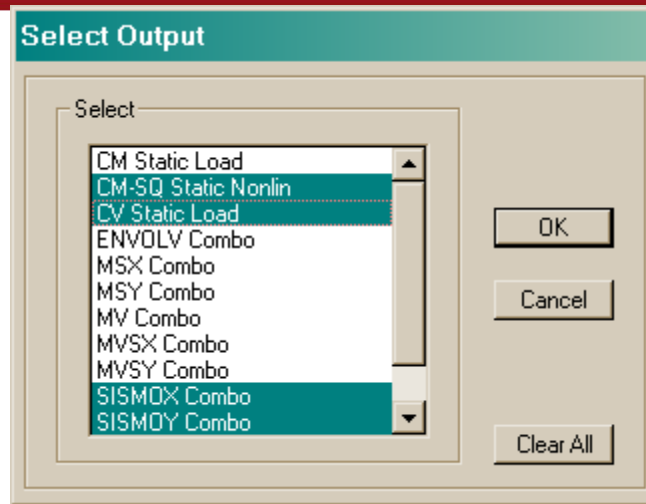 Select Output
Select
CM Static Load
CM-SQ Static Nonlin
CV Static Load
ENVOLV Combo
MSX Combo
MSY Combo
MV Combo
MVSX Combo
MVSY Combo
SISMOX Combo
SISMOY Combo
OK
Cancel
Clear All